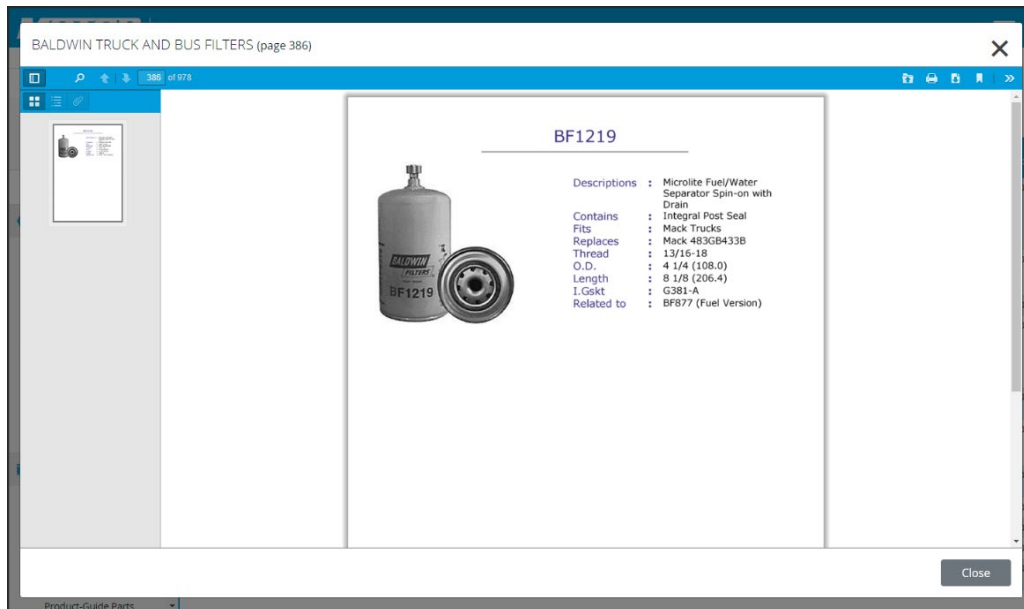 BALDWIN TRUCK AND BUS FILTERS (page 386)
386 of 978
BF1219
Descriptions : Microlite Fuel/Water
Separator Spin-on with
Drain
Contains : Integral Post Seal
Fits : Mack Trucks
Replaces : Mack 483GB433B
Thread : 13/16-18
O.D. : 4 1/4 (108.0)
Length : 8 1/8 (206.4)
I.Gskt : G381-A
Related to : BF877 (Fuel Version)
BALDWIN
FILTERS
BF1219
Close
Product-Guide Parts